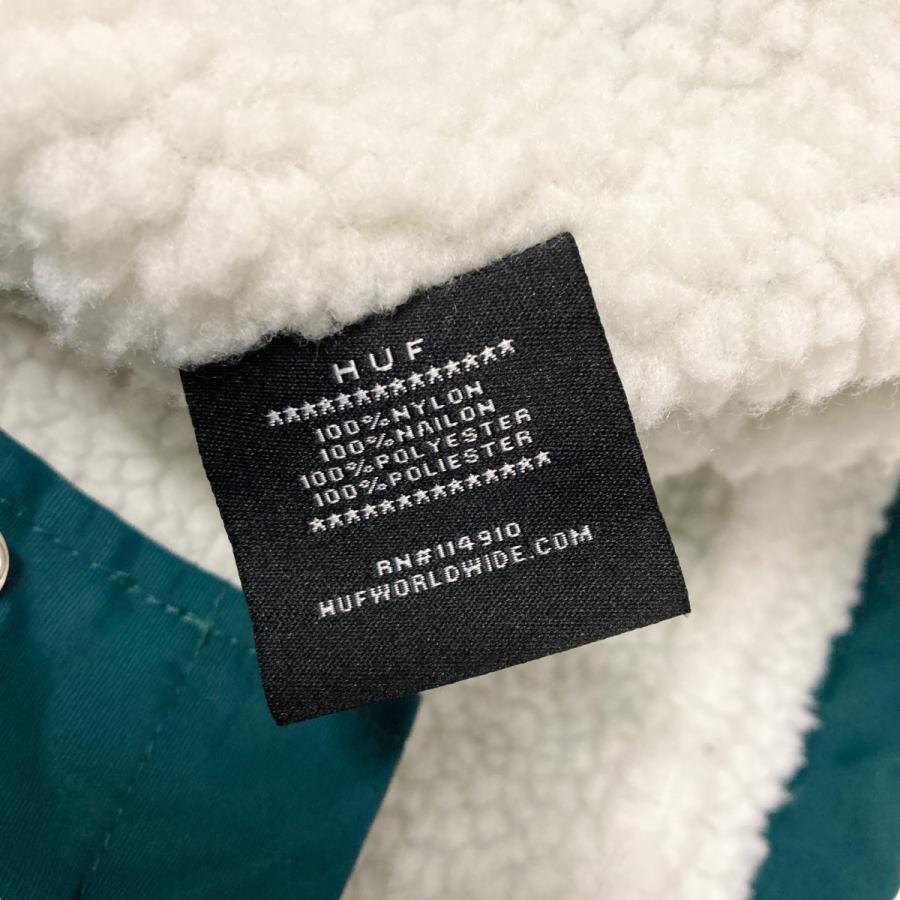 HUF
★★★★★★★★★★★★★★
100%NYLON
100%NAILON
100%POLYESTER
100%POLIESTER
★★★★★★★★★★★★★★
RN#114910
HUFWORLDWIDE.COM